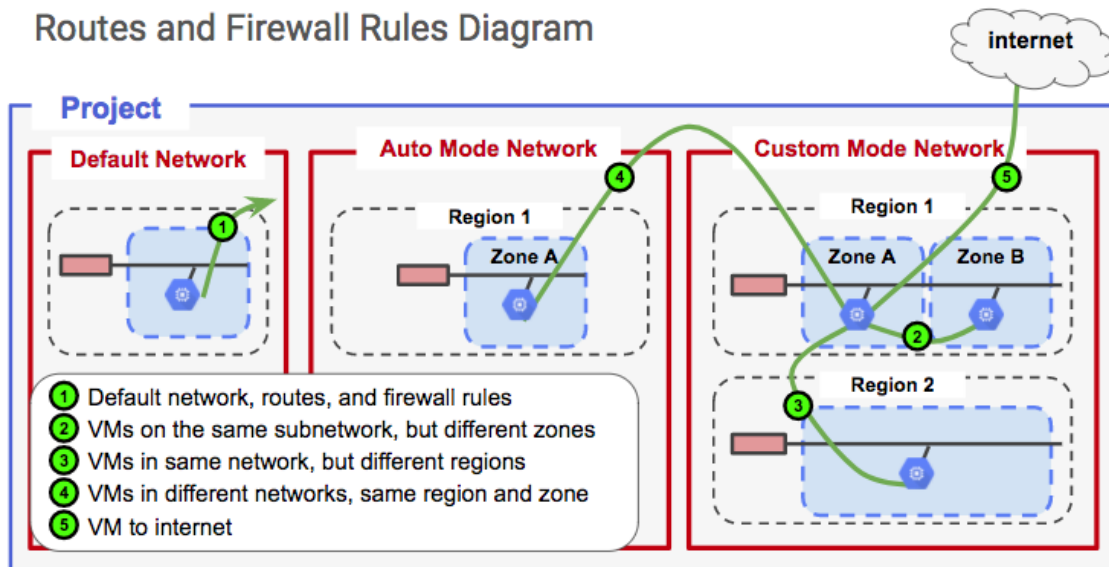 Routes and Firewall Rules Diagram
internet
Project
Default Network
Auto Mode Network
Custom Mode Network
1
4
5
Region 1
Region 1
Zone A
Zone A
Zone B
2
Region 2
3
1 Default network, routes, and firewall rules
2 VMs on the same subnetwork, but different zones
3 VMs in same network, but different regions
4 VMs in different networks, same region and zone
5 VM to internet